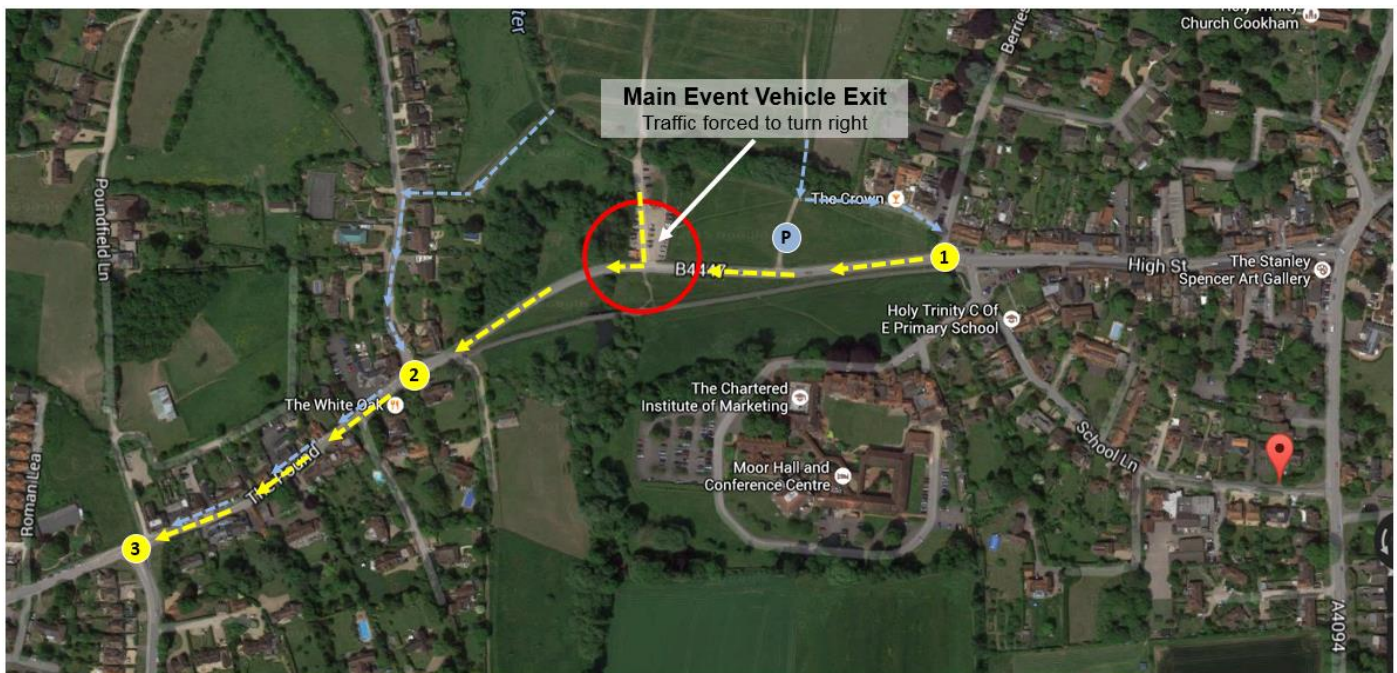 Church Cookham
Main Event Vehicle Exit
Traffic forced to turn right
Poundfield Ln
The Crown
P
1
B4447
High St
The Stanley
Spencer Art Gallery
Holy Trinity C Of
E Primary School
2
The White Oak
The Chartered
Institute of Marketing
School Ln
Moor Hall and
Conference Centre
The Pound
Roman Lea
3
A4094